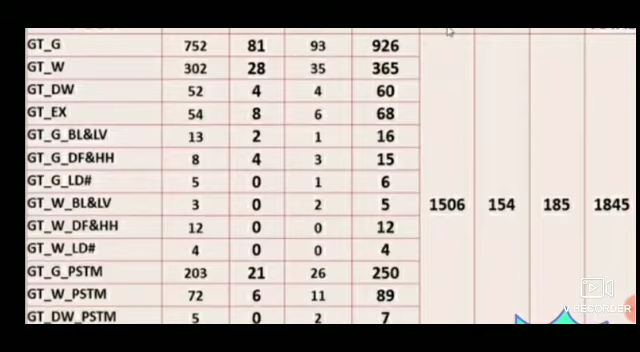 GT_G 752 81 93 926
GT_W 302 28 35 365
GT_DW 52 4 4 60
GT_EX 54 8 6 68
GT_G_BL&LV 13 2 1 16
GT_G_DF&HH 8 4 3 15
GT_G_LD# 5 0 1 6
GT_W_BL&LV 3 0 2 5 1506 154 185 1845
GT_W_DF&HH 12 0 0 12
GT_W_LD# 4 0 0 4
GT_G_PSTM 203 21 26 250
GT_W_PSTM 72 6 11 89
GT_DW_PSTM 5 0 2 7
RECORDER